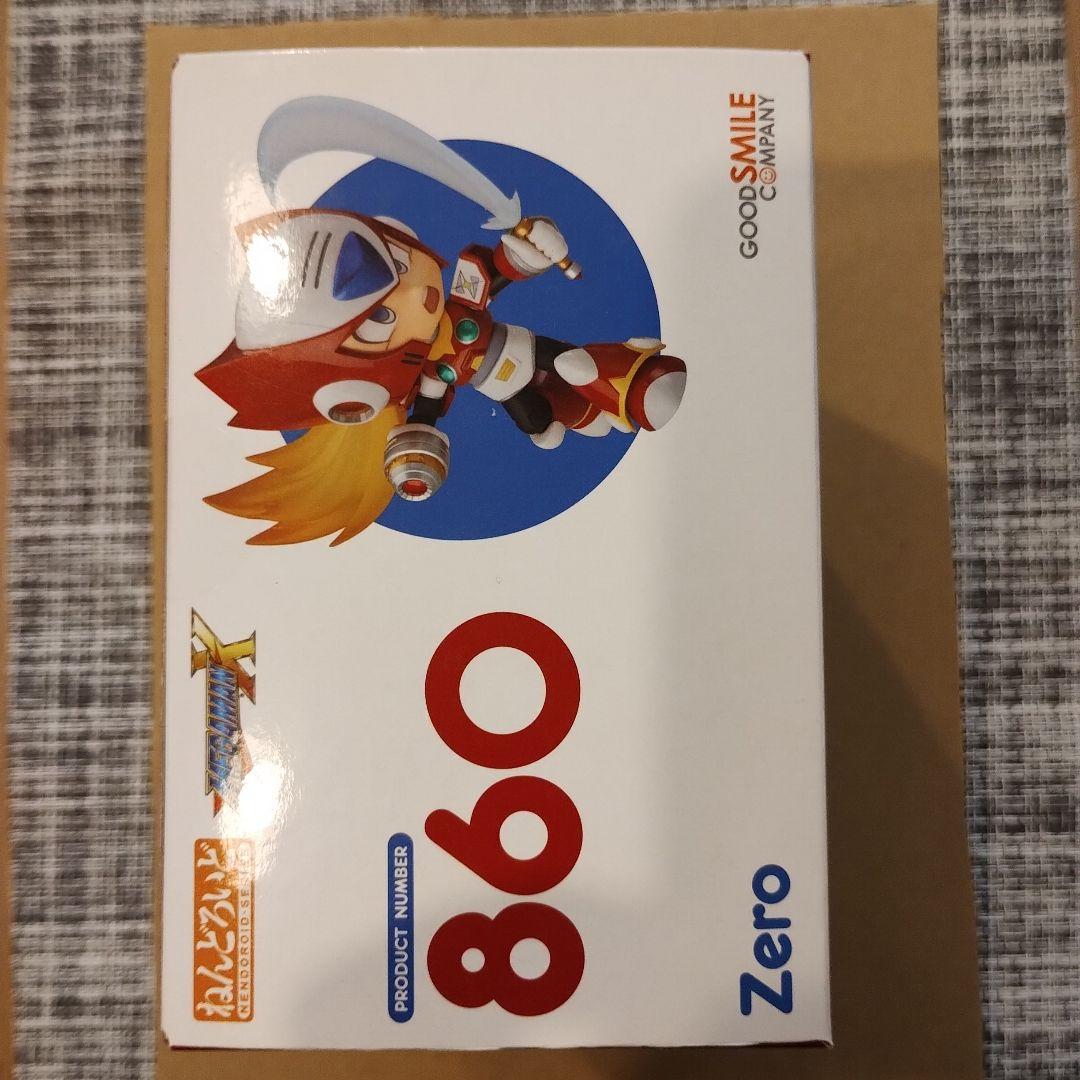 ねんどろいど
NENDOROID·SERIES
MEGAMAN X
PRODUCT NUMBER
860
Zero
GOOD SMILE
COMPANY